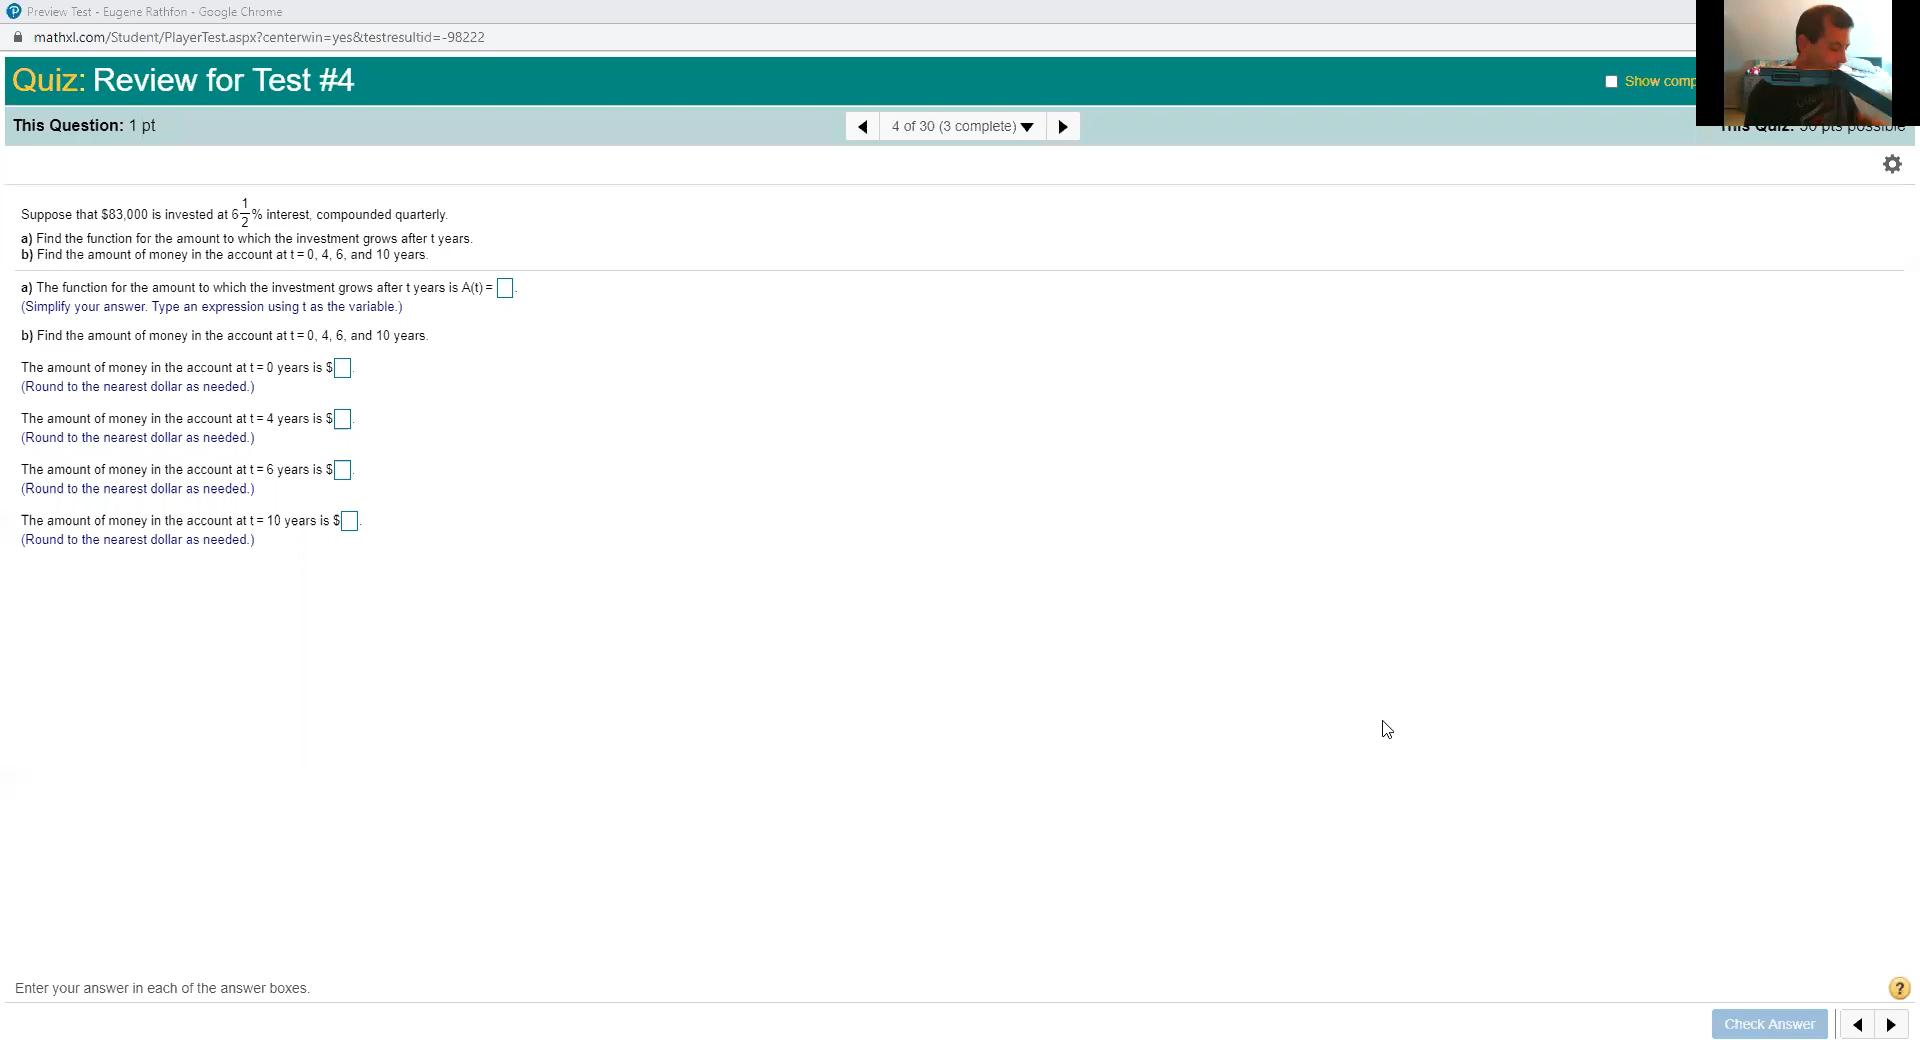 Preview Test - Eugene Rathfon - Google Chrome
mathxl.com/Student/PlayerTest.aspx?centerwin=yes&testresultid=-98222
Quiz: Review for Test #4
Show comp
This Question: 1 pt
4 of 30 (3 complete)
This Quiz: 30 pts possible
Suppose that $83,000 is invested at 6 1/2% interest, compounded quarterly.
a) Find the function for the amount to which the investment grows after t years.
b) Find the amount of money in the account at t = 0, 4, 6, and 10 years.
a) The function for the amount to which the investment grows after t years is A(t) = .
(Simplify your answer. Type an expression using t as the variable.)
b) Find the amount of money in the account at t = 0, 4, 6, and 10 years.
The amount of money in the account at t = 0 years is $ .
(Round to the nearest dollar as needed.)
The amount of money in the account at t = 4 years is $ .
(Round to the nearest dollar as needed.)
The amount of money in the account at t = 6 years is $ .
(Round to the nearest dollar as needed.)
The amount of money in the account at t = 10 years is $ .
(Round to the nearest dollar as needed.)
Enter your answer in each of the answer boxes.
?
Check Answer